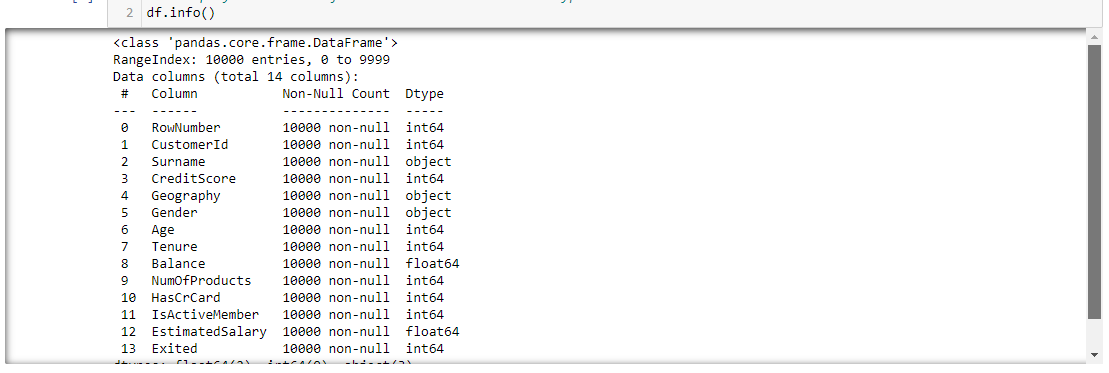 2 df.info()
<class 'pandas.core.frame.DataFrame'>
RangeIndex: 10000 entries, 0 to 9999
Data columns (total 14 columns):
 #   Column           Non-Null Count  Dtype
---  ------           --------------  -----
 0   RowNumber        10000 non-null  int64
 1   CustomerId       10000 non-null  int64
 2   Surname          10000 non-null  object
 3   CreditScore      10000 non-null  int64
 4   Geography        10000 non-null  object
 5   Gender           10000 non-null  object
 6   Age              10000 non-null  int64
 7   Tenure           10000 non-null  int64
 8   Balance          10000 non-null  float64
 9   NumOfProducts    10000 non-null  int64
 10  HasCrCard        10000 non-null  int64
 11  IsActiveMember   10000 non-null  int64
 12  EstimatedSalary  10000 non-null  float64
 13  Exited           10000 non-null  int64